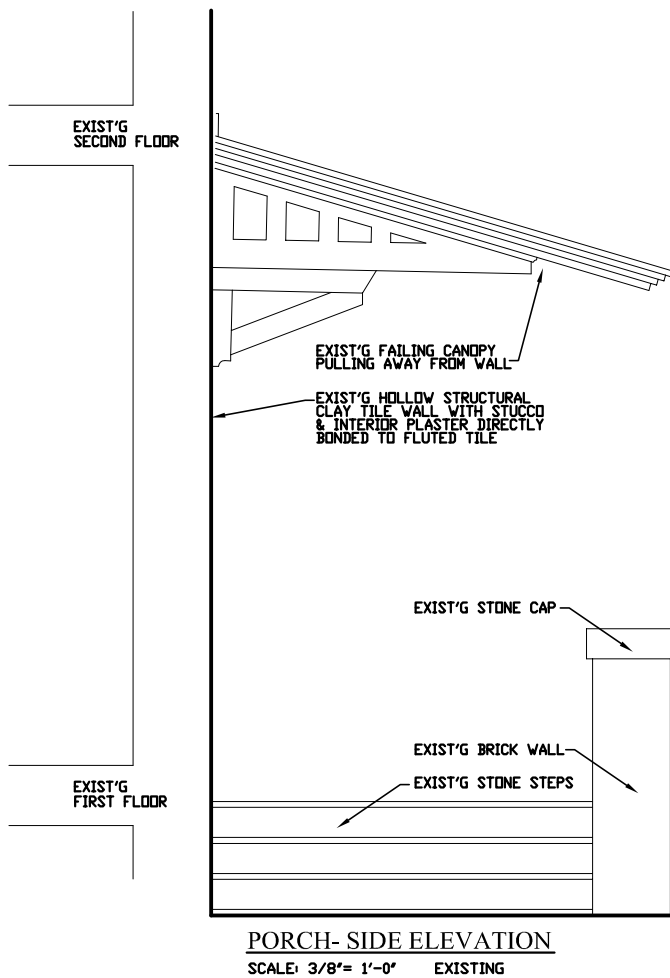 EXIST'G
SECOND FLOOR
EXIST'G FAILING CANOPY
PULLING AWAY FROM WALL
EXIST'G HOLLOW STRUCTURAL
CLAY TILE WALL WITH STUCCO
& INTERIOR PLASTER DIRECTLY
BONDED TO FLUTED TILE
EXIST'G STONE CAP
EXIST'G BRICK WALL
EXIST'G STONE STEPS
EXIST'G
FIRST FLOOR
PORCH- SIDE ELEVATION
SCALE: 3/8"= 1'-0" EXISTING